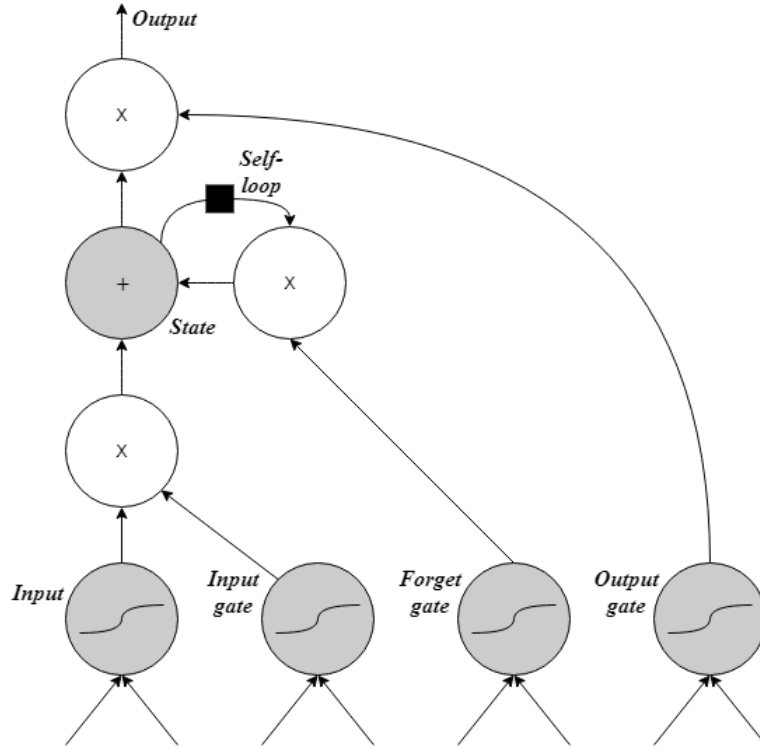 Output
X
Self-
loop
+
X
State
X
Input
Input
gate
Forget
gate
Output
gate